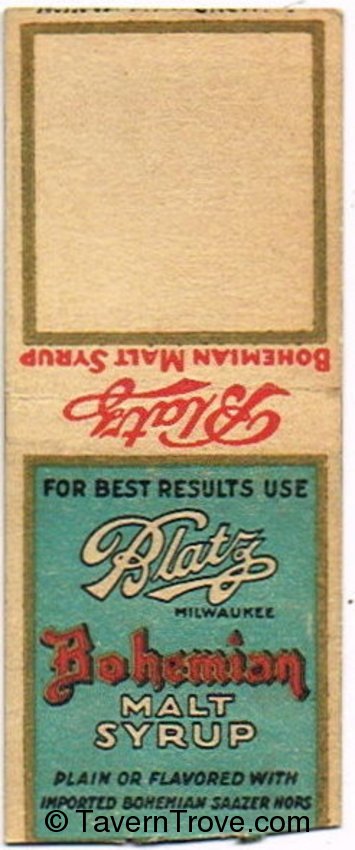 BOHEMIAN MALT SYRUP
Blatz
FOR BEST RESULTS USE
Blatz
MILWAUKEE
Bohemian
MALT
SYRUP
PLAIN OR FLAVORED WITH
IMPORTED BOHEMIAN SAAZER HOPS
© TavernTrove.com